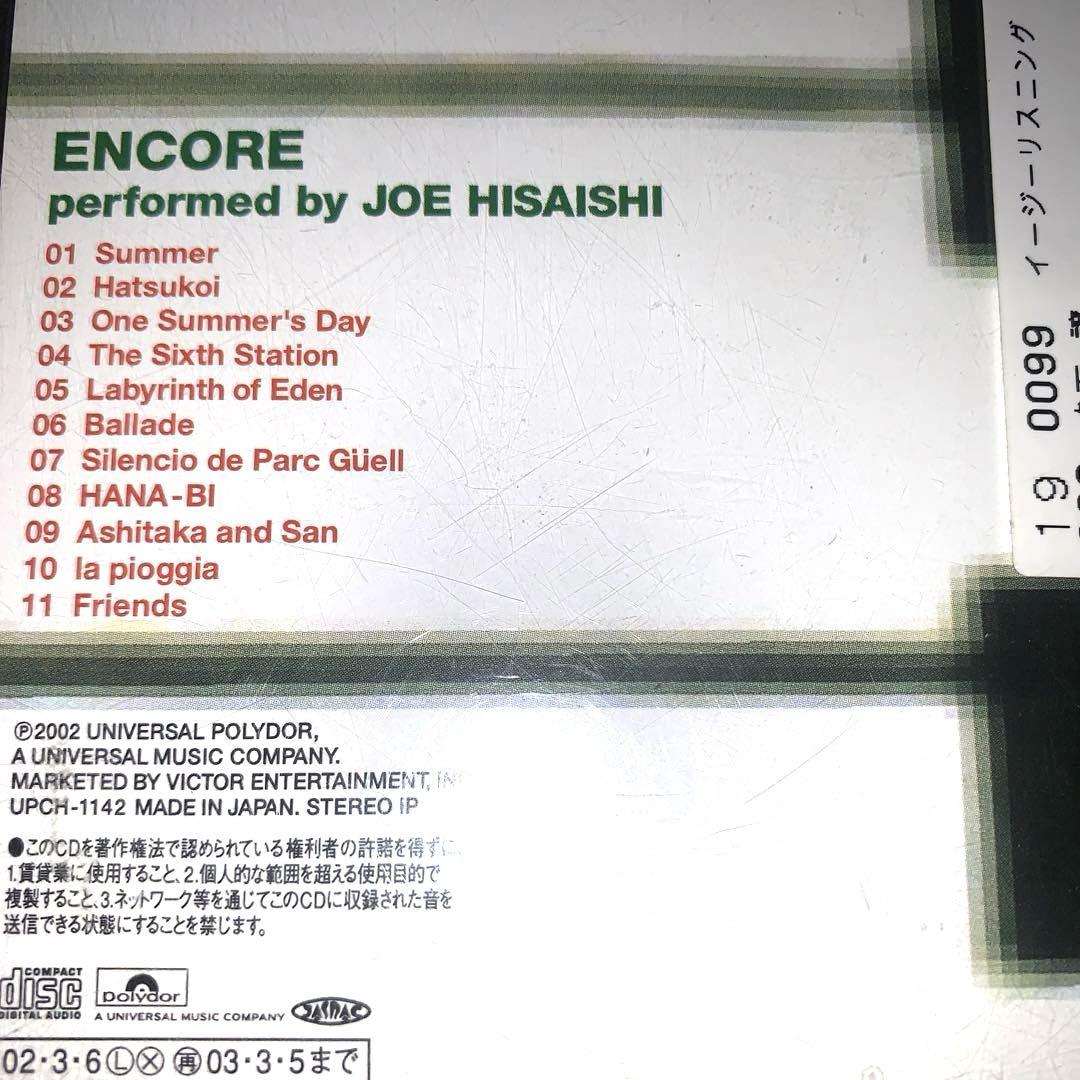 ENCORE
performed by JOE HISAISHI
01 Summer
02 Hatsukoi
03 One Summer's Day
04 The Sixth Station
05 Labyrinth of Eden
06 Ballade
07 Silencio de Parc Güell
08 HANA-BI
09 Ashitaka and San
10 la pioggia
11 Friends
℗2002 UNIVERSAL POLYDOR,
A UNIVERSAL MUSIC COMPANY.
MARKETED BY VICTOR ENTERTAINMENT, IN
UPCH-1142 MADE IN JAPAN. STEREO IP
●このCDを著作権法で認められている権利者の許諾を得ずに、
1.賃貸業に使用すること、2.個人的な範囲を超える使用目的で
複製すること、3.ネットワーク等を通じてこのCDに収録された音を
送信できる状態にすることを禁じます。
COMPACT
disc
DIGITAL AUDIO
polydor
A UNIVERSAL MUSIC COMPANY
JASRAC
02・3・6ⓁⓍ㊢03・3・5まで
イージーリスニング
19 0099